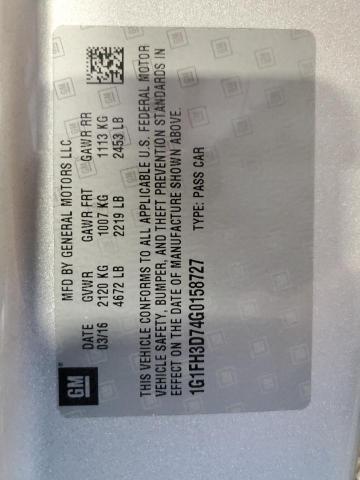 GM®
MFD BY GENERAL MOTORS LLC
DATE GVWR GAWR FRT GAWR RR
03/16 2120 KG 1007 KG 1113 KG
4672 LB 2219 LB 2453 LB
THIS VEHICLE CONFORMS TO ALL APPLICABLE U.S. FEDERAL MOTOR
VEHICLE SAFETY, BUMPER, AND THEFT PREVENTION STANDARDS IN
EFFECT ON THE DATE OF MANUFACTURE SHOWN ABOVE.
1G1FH3D74G0158727 TYPE: PASS CAR